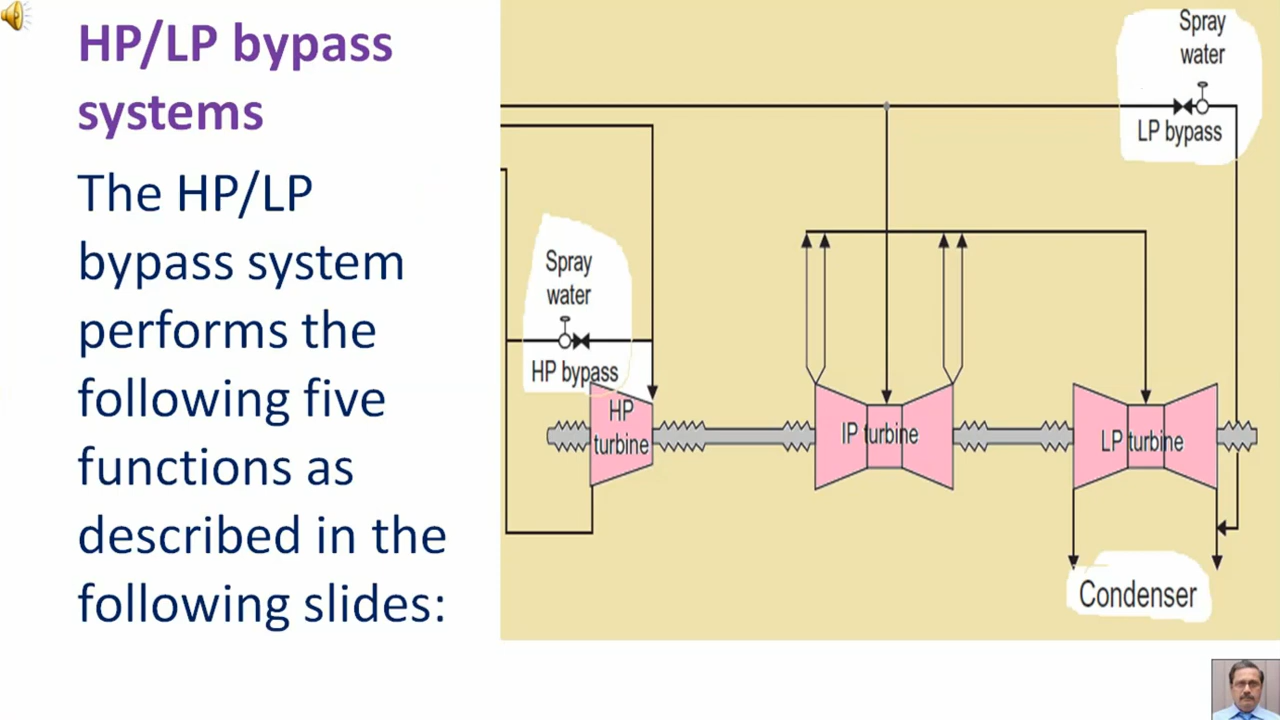 HP/LP bypass
systems
The HP/LP
bypass system
performs the
following five
functions as
described in the
following slides:
Spray
water
LP bypass
Spray
water
HP bypass
HP
turbine
IP turbine
LP turbine
Condenser